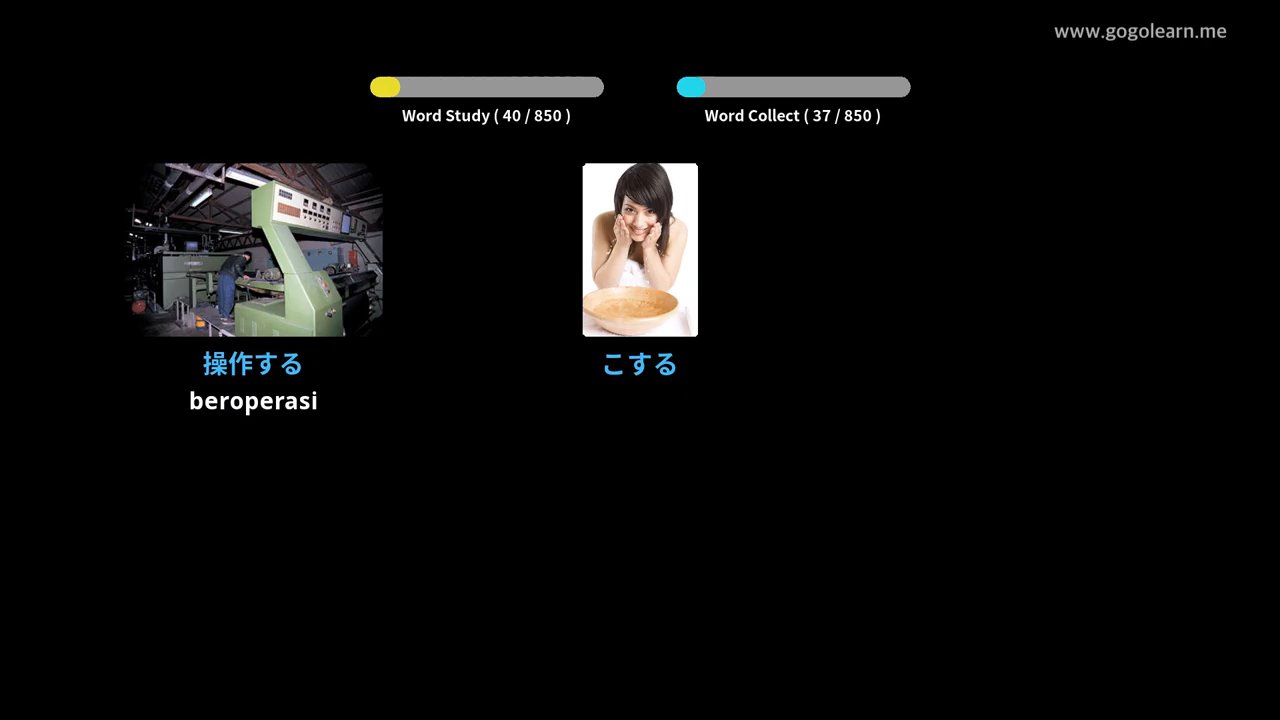 www.gogolearn.me
Word Study ( 40 / 850 )
Word Collect ( 37 / 850 )
操作する
beroperasi
こする